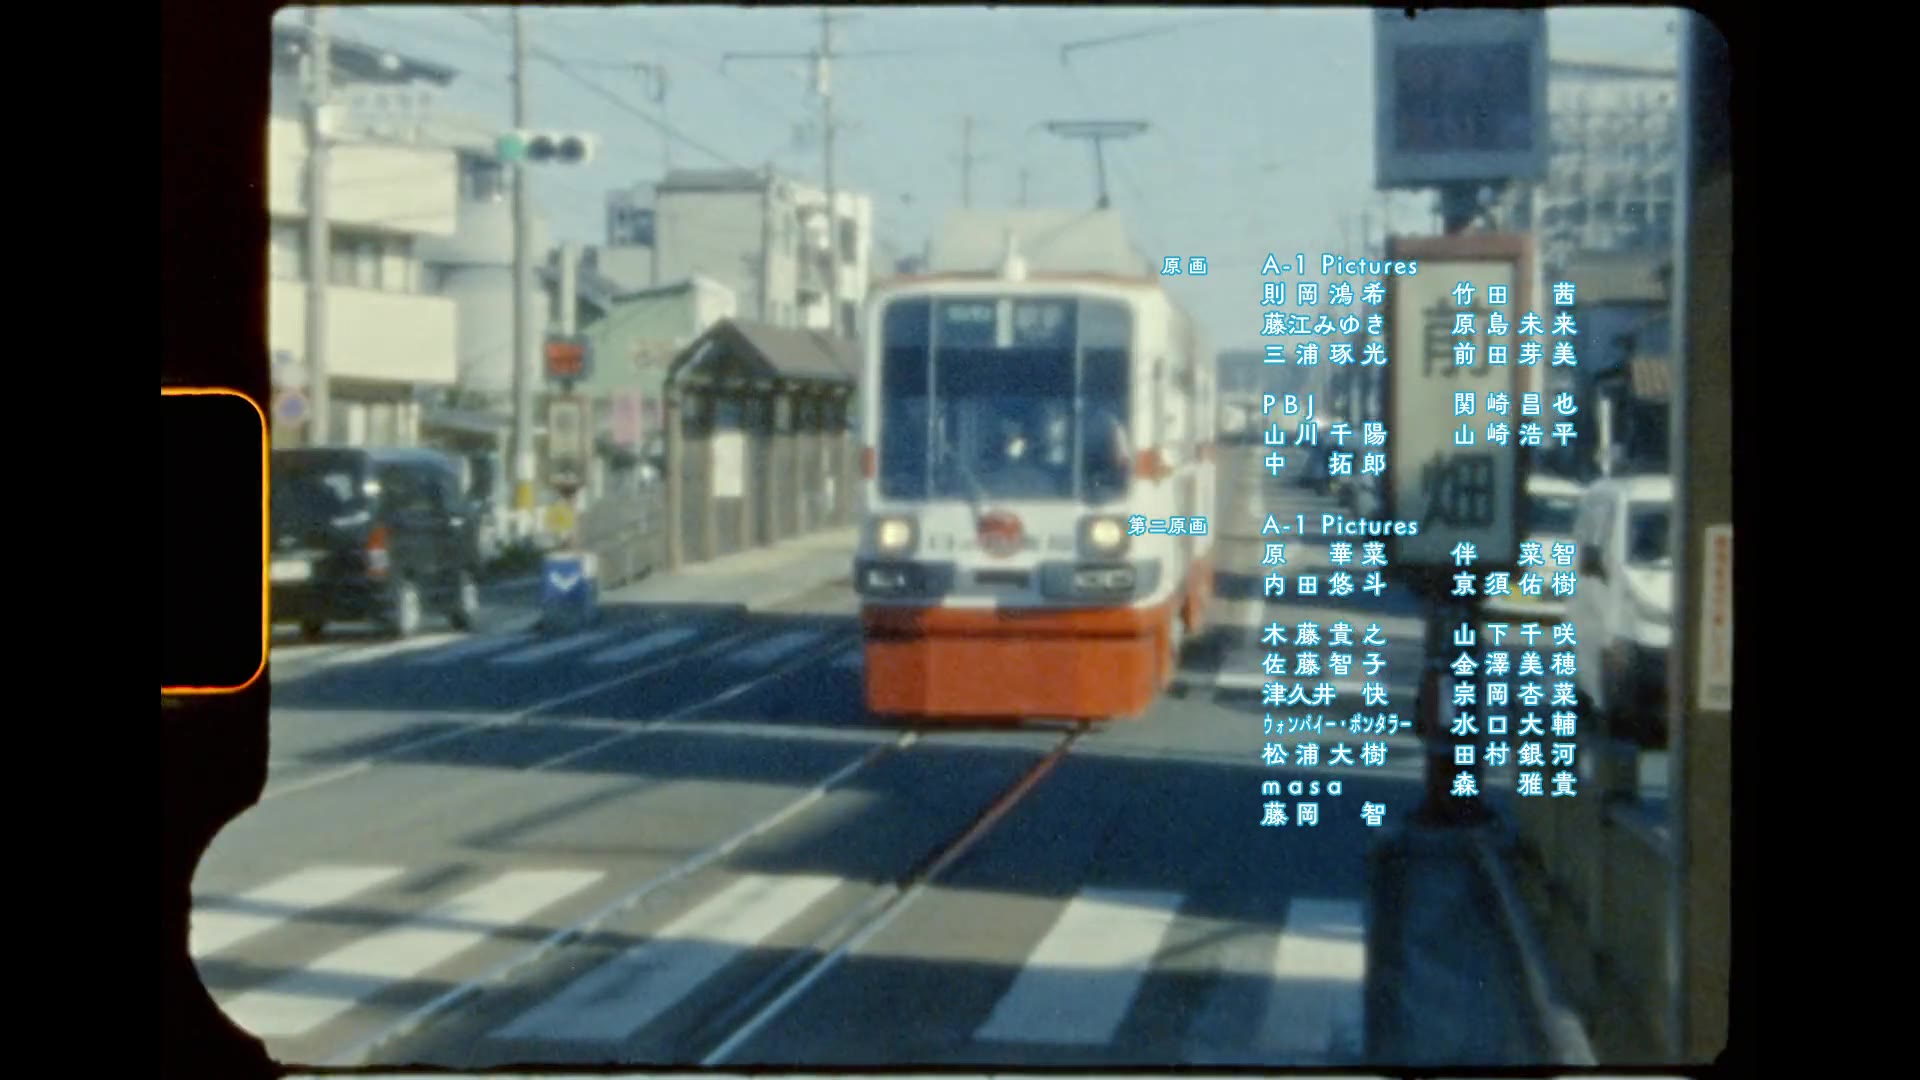 原画 A-1 Pictures
則岡鴻希 竹田 茜
藤江みゆき 原島未来
三浦琢光 前田芽美
PBJ 関崎昌也
山川千陽 山崎浩平
中 拓郎
第二原画 A-1 Pictures
原 華菜 伴 菜智
内田悠斗 京須佑樹
木藤貴之 山下千咲
佐藤智子 金澤美穂
津久井 快 宗岡杏菜
ウォンパイー・ポンタラー 水口大輔
松浦大樹 田村銀河
masa 森 雅貴
藤岡 智
前畑